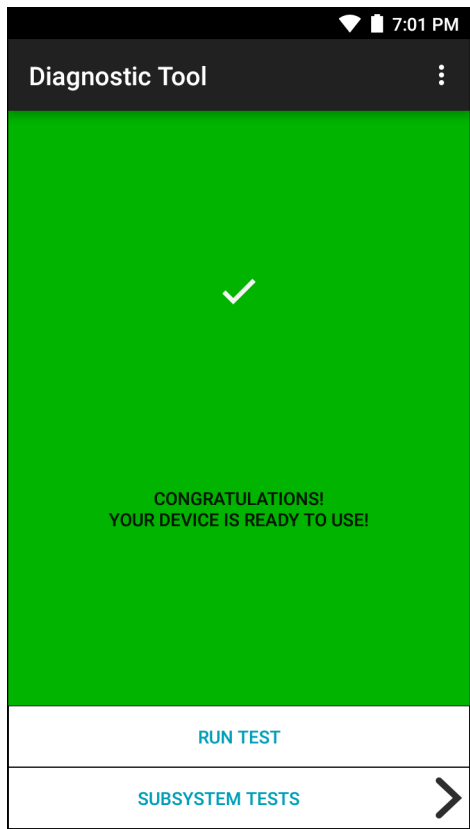 7:01 PM
Diagnostic Tool
CONGRATULATIONS!
YOUR DEVICE IS READY TO USE!
RUN TEST
SUBSYSTEM TESTS